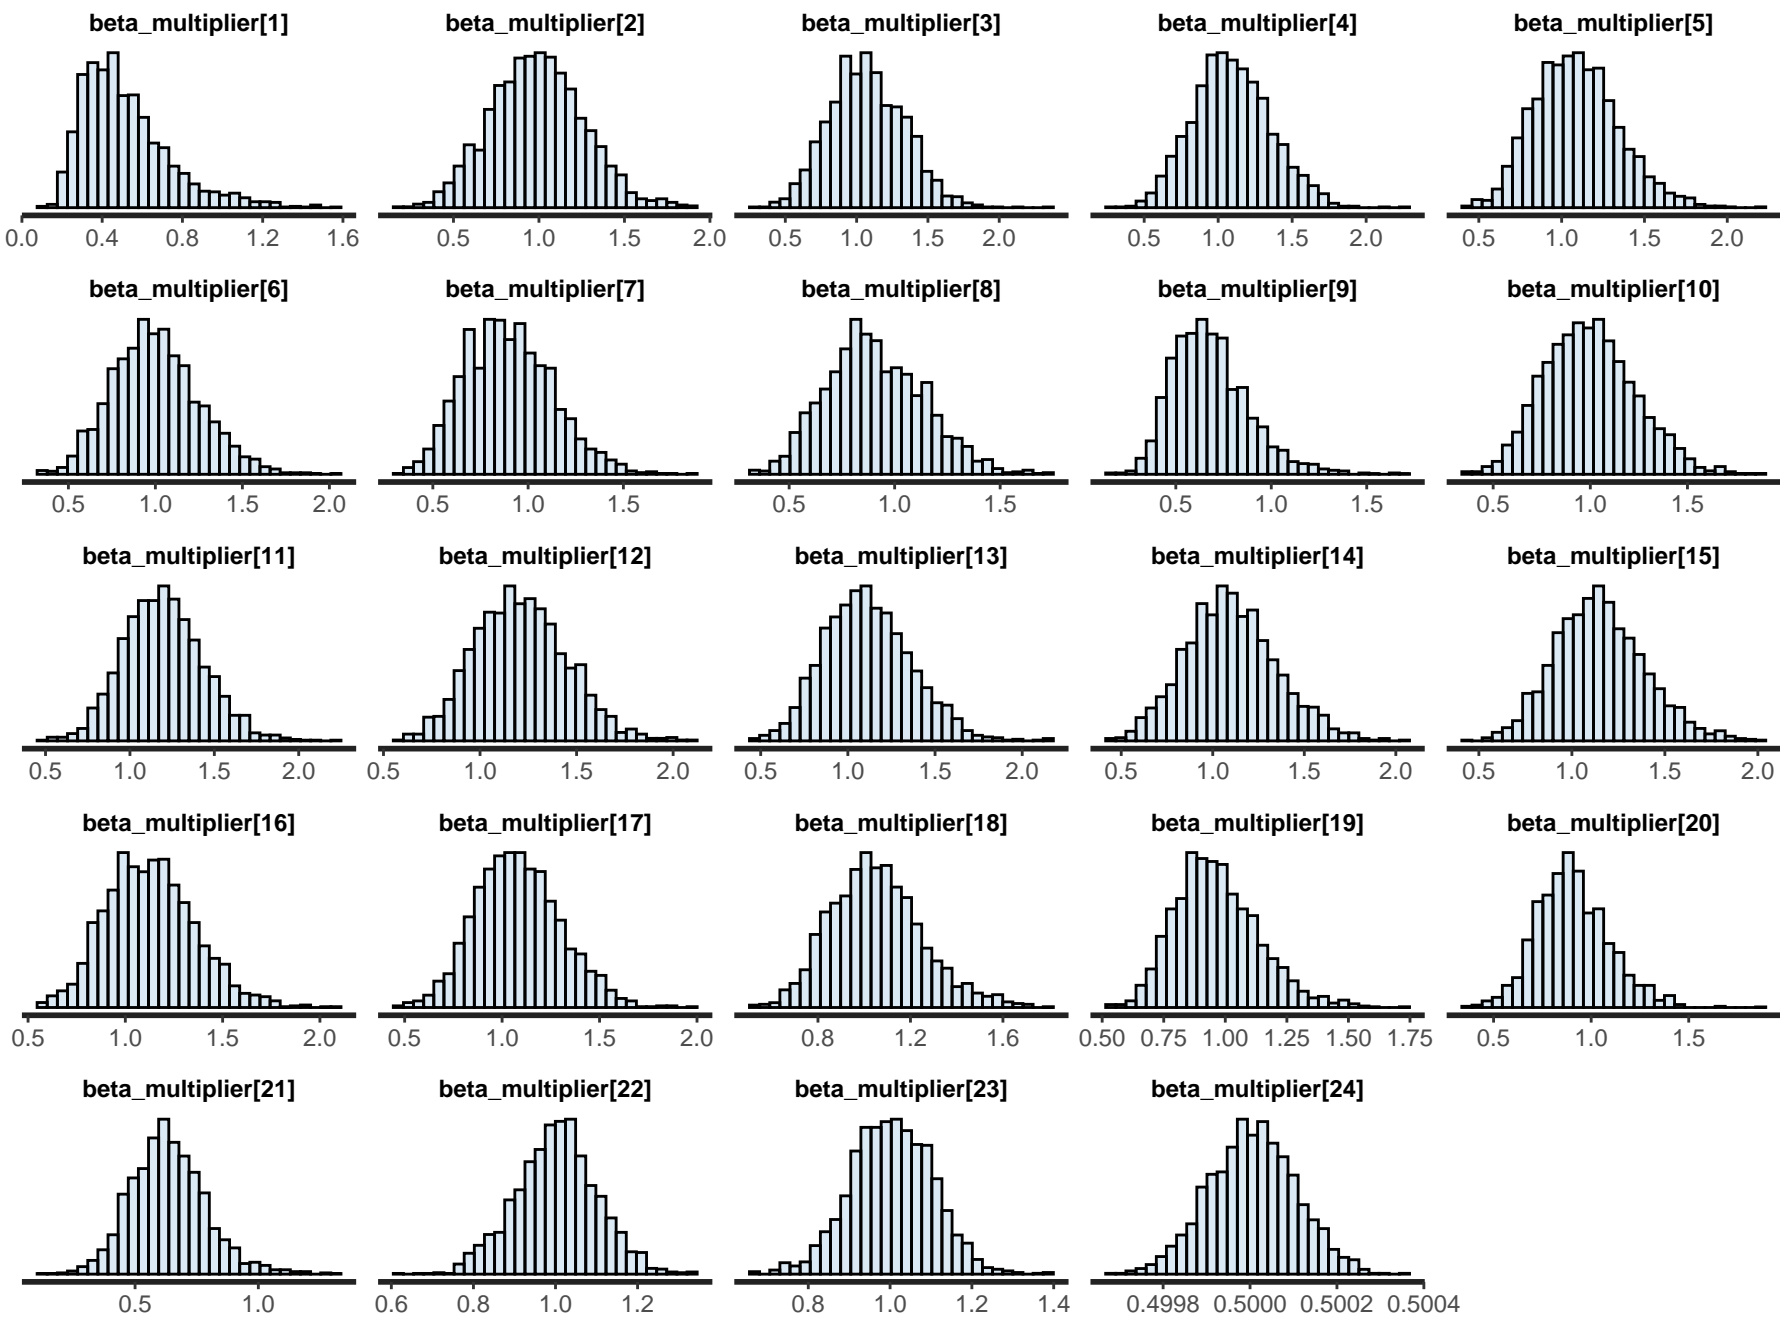 beta_multiplier[1] beta_multiplier[2] beta_multiplier[3] beta_multiplier[4] beta_multiplier[5]
0.0 0.4 0.8 1.2 1.6 0.5 1.0 1.5 2.0 0.5 1.0 1.5 2.0 0.5 1.0 1.5 2.0 0.5 1.0 1.5 2.0
beta_multiplier[6] beta_multiplier[7] beta_multiplier[8] beta_multiplier[9] beta_multiplier[10]
0.5 1.0 1.5 2.0 0.5 1.0 1.5 0.5 1.0 1.5 0.5 1.0 1.5 0.5 1.0 1.5
beta_multiplier[11] beta_multiplier[12] beta_multiplier[13] beta_multiplier[14] beta_multiplier[15]
0.5 1.0 1.5 2.0 0.5 1.0 1.5 2.0 0.5 1.0 1.5 2.0 0.5 1.0 1.5 2.0 0.5 1.0 1.5 2.0
beta_multiplier[16] beta_multiplier[17] beta_multiplier[18] beta_multiplier[19] beta_multiplier[20]
0.5 1.0 1.5 2.0 0.5 1.0 1.5 2.0 0.8 1.2 1.6 0.50 0.75 1.00 1.25 1.50 1.75 0.5 1.0 1.5
beta_multiplier[21] beta_multiplier[22] beta_multiplier[23] beta_multiplier[24]
0.5 1.0 0.6 0.8 1.0 1.2 0.8 1.0 1.2 1.4 0.4998 0.5000 0.5002 0.5004